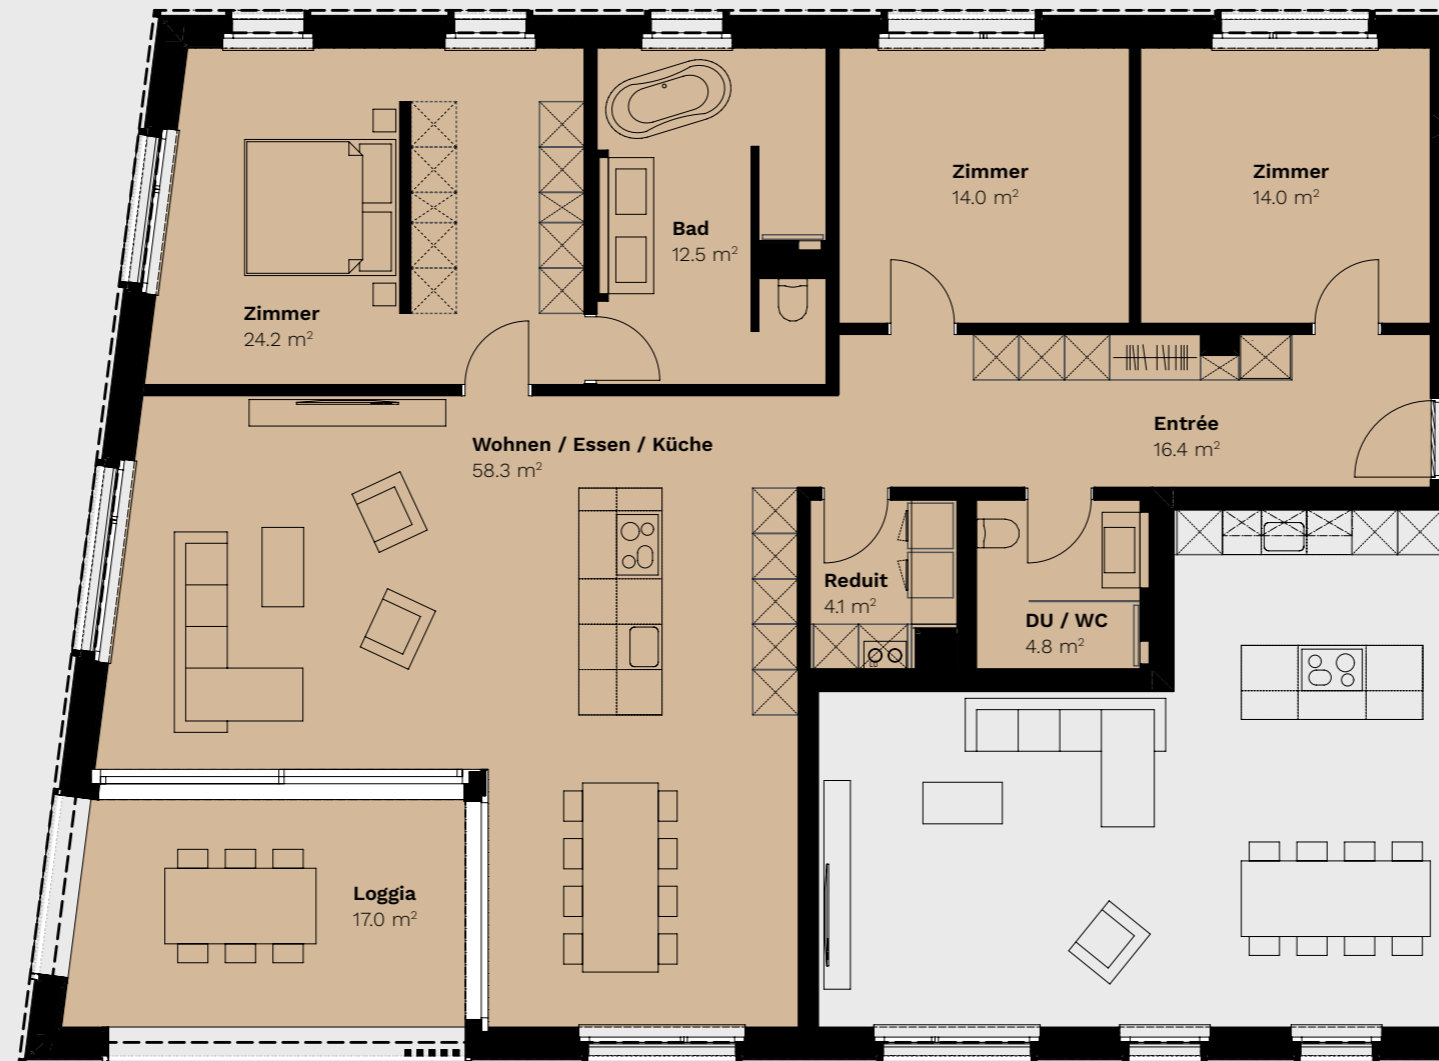 Zimmer
14.0 m²
Zimmer
14.0 m²
Bad
12.5 m²
Zimmer
24.2 m²
Entrée
16.4 m²
Wohnen / Essen / Küche
58.3 m²
Reduit
4.1 m²
DU / WC
4.8 m²
Loggia
17.0 m²